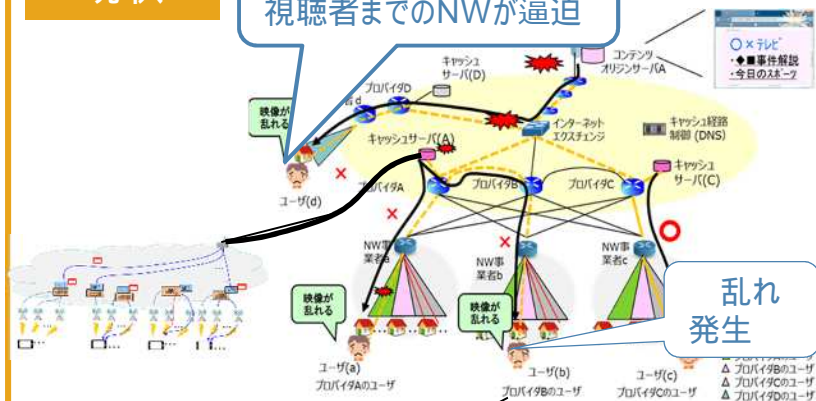 視聴者までのNWが逼迫
コンテンツ
オリジンサーバA
○×テレビ
・◆■事件解説
・今日のスポーツ
キャッシュ
サーバ(D)
プロバイダD
者d
映像が
乱れる
キャッシュサーバ(A)
インターネット
エクスチェンジ
キャッシュ経路
制御 (DNS)
キャッシュ
サーバ(C)
ユーザ(d)
プロバイダA
プロバイダB
プロバイダC
NW事
業者a
NW事
業者b
NW事
業者c
映像が
乱れる
映像が
乱れる
乱れ
発生
ユーザ(a)
プロバイダAのユーザ
ユーザ(b)
プロバイダBのユーザ
ユーザ(c)
プロバイダCのユーザ
△ プロバイダBのユーザ
△ プロバイダCのユーザ
△ プロバイダDのユーザ